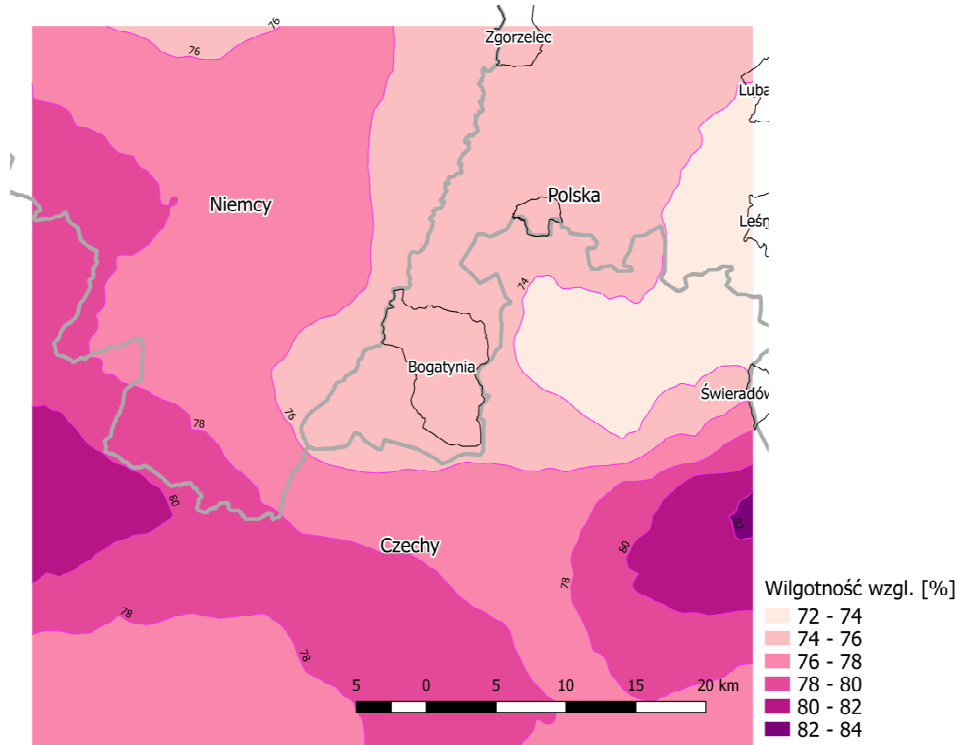 76
76
Zgorzelec
Luba
Niemcy
Polska
Leśn
74
Bogatynia
Świeradów
76
78
80
82
80
Czechy
78
78
78
Wilgotność wzgl. [%]
72 - 74
74 - 76
76 - 78
78 - 80
80 - 82
82 - 84
5 0 5 10 15 20 km